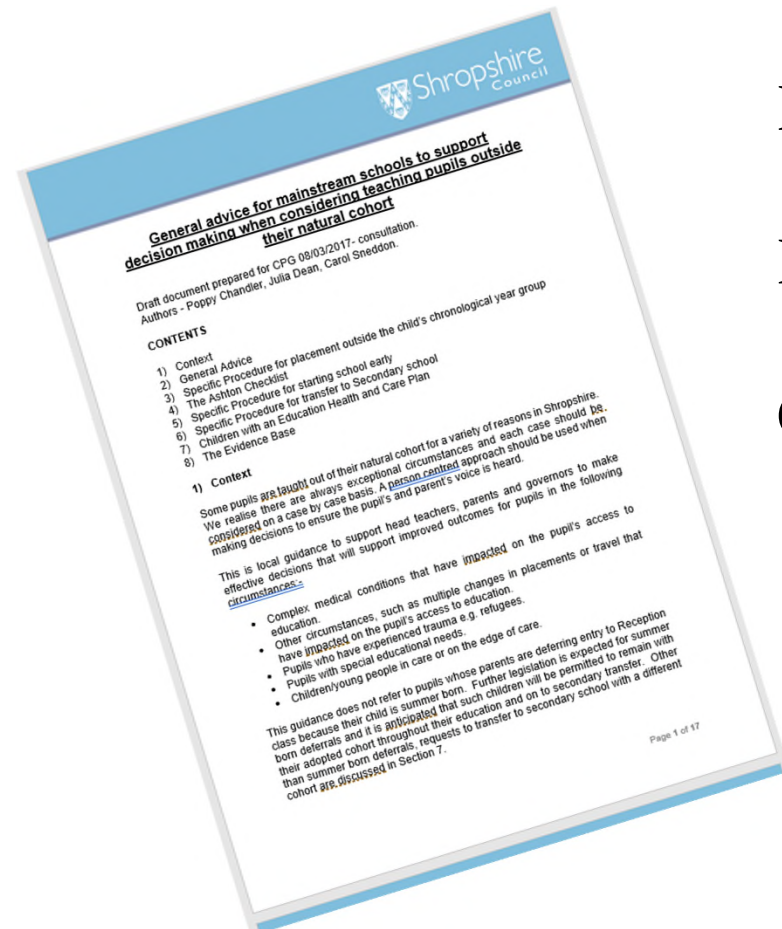 Shropshire
Council
General advice for mainstream schools to support
decision making when considering teaching pupils outside
their natural cohort
Draft document prepared for CPG 08/03/2017- consultation.
Authors - Poppy Chandler, Julia Dean, Carol Sneddon.
CONTENTS
1) Context
2) General Advice
3) Specific Procedure for placement outside the child's chronological year group
4) The Ashton Checklist
5) Specific Procedure for starting school early
6) Specific Procedure for transfer to Secondary school
7) Children with an Education Health and Care Plan
8) The Evidence Base
1) Context
Some pupils are taught out of their natural cohort for a variety of reasons in Shropshire.
We realise there are always exceptional circumstances and each case should be
considered on a case by case basis. A person centred approach should be used when
making decisions to ensure the pupil's and parent's voice is heard.
This is local guidance to support head teachers, parents and governors to make
effective decisions that will support improved outcomes for pupils in the following
circumstances:-
• Complex medical conditions that have impacted on the pupil's access to
education.
• Other circumstances, such as multiple changes in placements or travel that
have impacted on the pupil's access to education.
• Pupils who have experienced trauma e.g. refugees.
• Pupils with special educational needs.
• Children/young people in care or on the edge of care.
This guidance does not refer to pupils whose parents are deferring entry to Reception
class because their child is summer born. Further legislation is expected for summer
born deferrals and it is anticipated that such children will be permitted to remain with
their adopted cohort throughout their education and on to secondary transfer. Other
than summer born deferrals, requests to transfer to secondary school with a different
cohort are discussed in Section 7.
Page 1 of 17